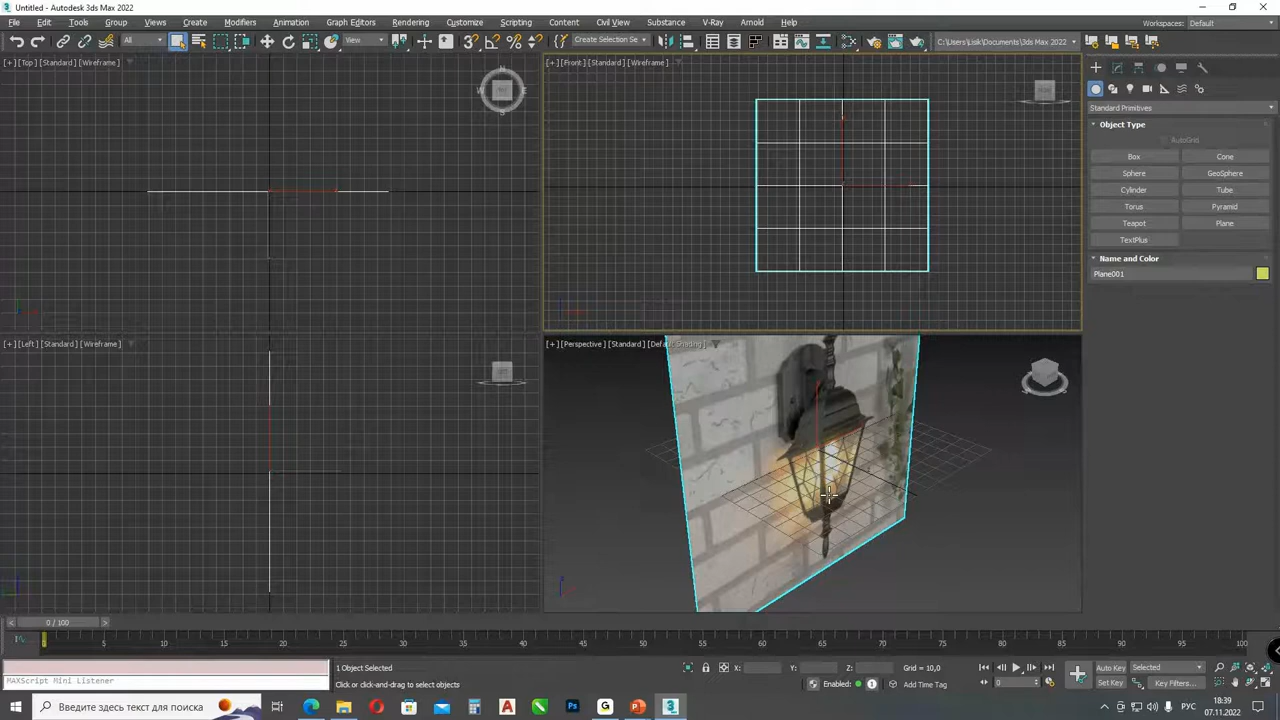 Untitled - Autodesk 3ds Max 2022
File Edit Tools Group Views Create Modifiers Animation Graph Editors Rendering Customize Scripting Content Civil View Substance V-Ray Arnold Help
Workspaces: Default
All View Create Selection Se C:\Lisik\Documents\3ds Max 2022
[+] [Top] [Standard] [Wireframe]
[+] [Front] [Standard] [Wireframe]
N
W E
S
Standard Primitives
Object Type
AutoGrid
Box Cone
Sphere GeoSphere
Cylinder Tube
Torus Pyramid
Teapot Plane
TextPlus
Name and Color
Plane001
[+] [Left] [Standard] [Wireframe]
[+] [Perspective] [Standard] [Default Shading]
0 / 100
5 10 15 20 25 30 35 40 45 50 55 60 65 70 75 80 85 90 95 100
1 Object Selected
X: Y: Z: Grid = 10,0
Auto Key Selected
MAXScript Mini Listener
Click or click-and-drag to select objects
Enabled: 1 Add Time Tag
0
Set Key Key Filters...
Введите здесь текст для поиска
РУС
18:39
07.11.2022